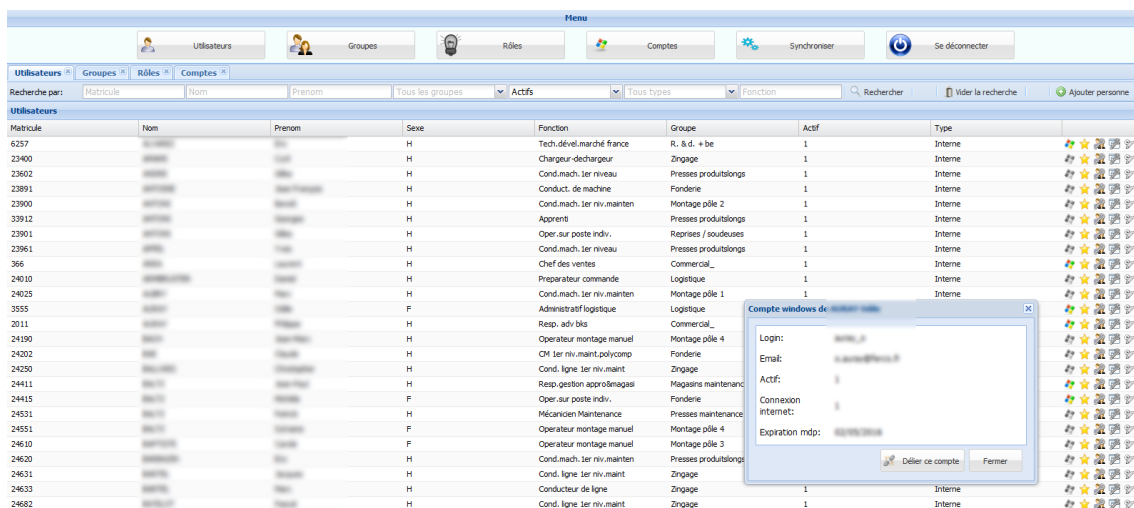 Menu
Utilisateurs Groupes Rôles Comptes Synchroniser Se déconnecter
Utilisateurs Groupes Rôles Comptes
Recherche par: Matricule Nom Prenom Tous les groupes Actifs Tous types Fonction Rechercher Vider la recherche Ajouter personne
Utilisateurs
Matricule Nom Prenom Sexe Fonction Groupe Actif Type
6257 H Tech.dével.marché france R. &d. +be 1 Interne
23400 H Chargeur-dechargeur Zingage 1 Interne
23602 H Cond.mach.1er niveau Presses produitslongs 1 Interne
23891 H Conduct. de machine Fonderie 1 Interne
23900 H Cond.mach.1er niv.mainten Montage pôle 2 1 Interne
33912 H Apprenti Presses produitslongs 1 Interne
23901 H Oper.sur poste indiv. Reprises / soudeuses 1 Interne
23961 H Cond.mach.1er niveau Presses produitslongs 1 Interne
366 H Chef des ventes Commercial_ 1 Interne
24010 H Preparateur commande Logistique 1 Interne
24025 H Cond.mach.1er niv.mainten Montage pôle 1 1 Interne
3555 F Administratif logistique Logistique
2011 H Resp. adv bks Commercial_
24190 H Operateur montage manuel Montage pôle 4
24202 H CM 1er niv.maint.polycomp Fonderie
24250 H Cond. ligne 1er niv.maint Zingage
24411 H Resp.gestion appro&magasi Magasins maintenanc
24415 F Oper.sur poste indiv. Fonderie
24531 H Mécanicien Maintenance Presses maintenance
24551 F Operateur montage manuel Montage pôle 4
24610 F Operateur montage manuel Montage pôle 3
24620 H Cond.mach.1er niv.mainten Presses produitslongs
24631 H Cond. ligne 1er niv.maint Zingage
24633 H Conducteur de ligne Zingage 1 Interne
24682 H Cond. ligne 1er niv.maint Zingage 1 Interne
Compte windows de
Login:
Email:
Actif:
Connexion
internet:
Expiration mdp:
Délier ce compte Fermer